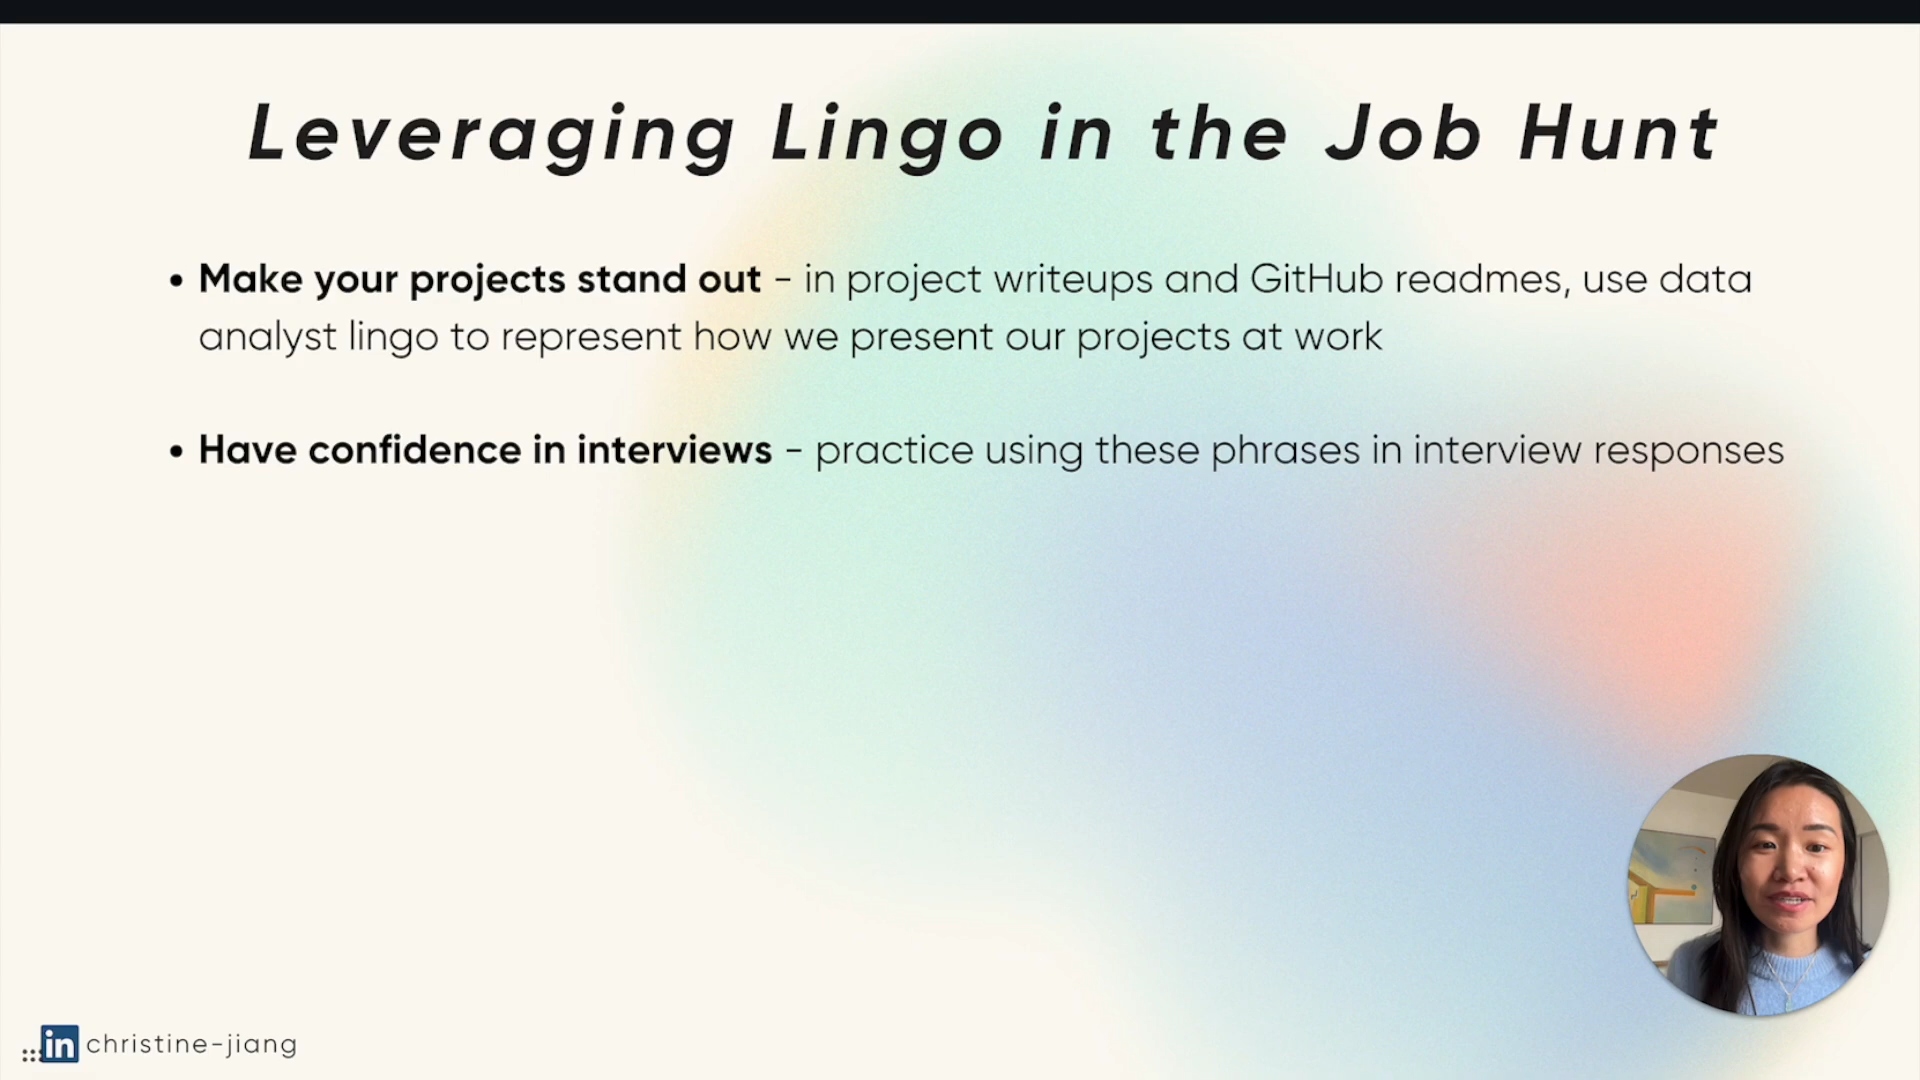 Leveraging Lingo in the Job Hunt
• Make your projects stand out - in project writeups and GitHub readmes, use data
analyst lingo to represent how we present our projects at work
• Have confidence in interviews - practice using these phrases in interview responses
in christine-jiang